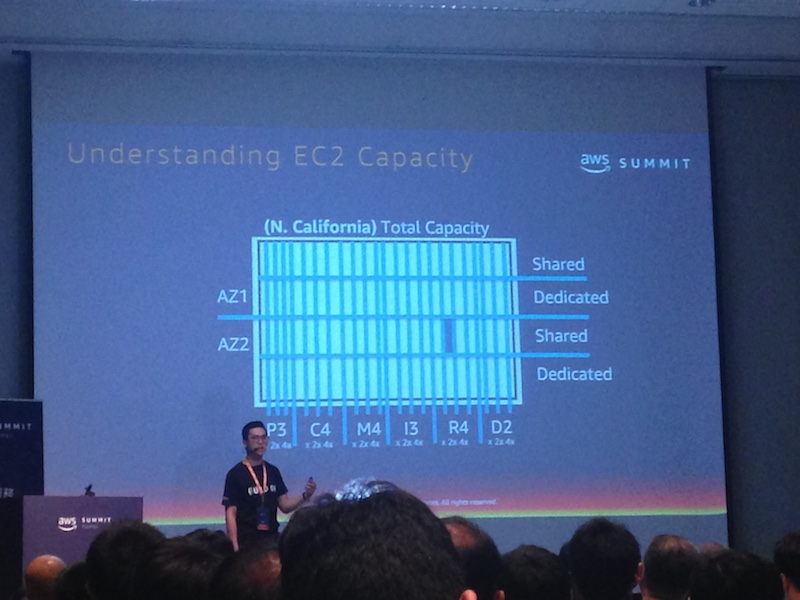 Understanding EC2 Capacity
aws SUMMIT
(N. California) Total Capacity
Shared
AZ1
Dedicated
Shared
AZ2
Dedicated
P3 C4 M4 I3 R4 D2
2x 4x x 2x 4x x 2x 4x x 2x 4x x 2x 4x x 2x 4x
All rights reserved.
SUMMIT
aws SUMMIT